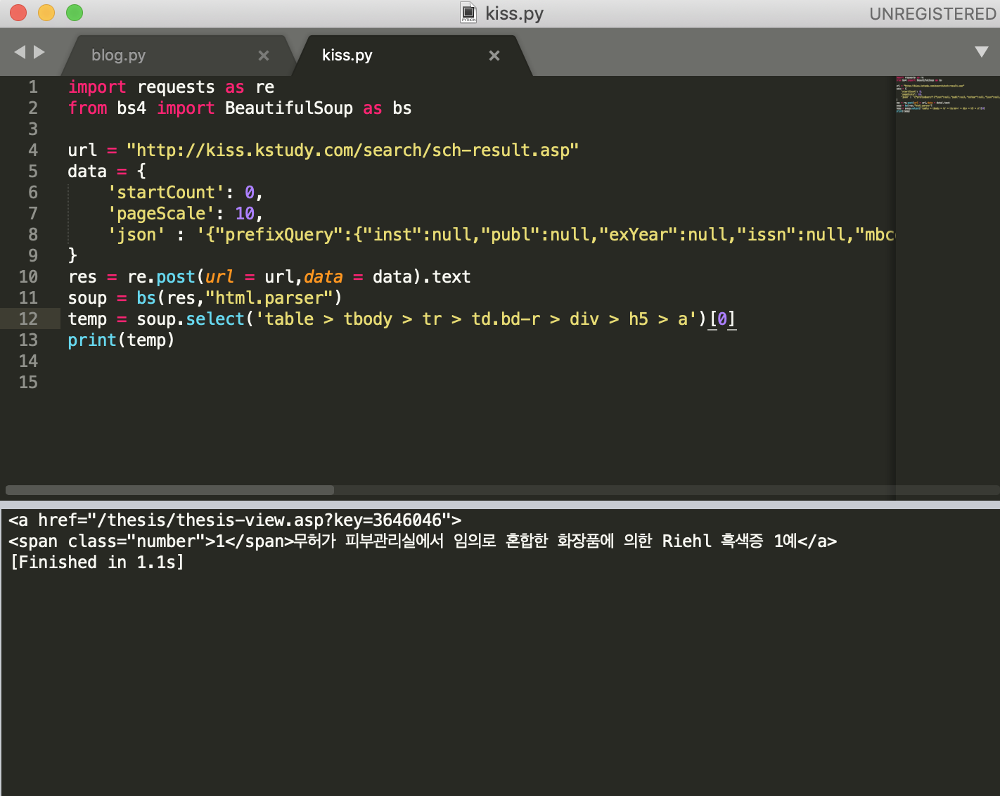 kiss.py
UNREGISTERED
blog.py
kiss.py
1 import requests as re
2 from bs4 import BeautifulSoup as bs
3
4 url = "http://kiss.kstudy.com/search/sch-result.asp"
5 data = {
6     'startCount': 0,
7     'pageScale': 10,
8     'json' : '{"prefixQuery":{"inst":null,"publ":null,"exYear":null,"issn":null,"mbc
9 }
10 res = re.post(url = url,data = data).text
11 soup = bs(res,"html.parser")
12 temp = soup.select('table > tbody > tr > td.bd-r > div > h5 > a')[0]
13 print(temp)
14
15
<a href="/thesis/thesis-view.asp?key=3646046">
<span class="number">1</span>무허가 피부관리실에서 임의로 혼합한 화장품에 의한 Riehl 흑색증 1예</a>
[Finished in 1.1s]